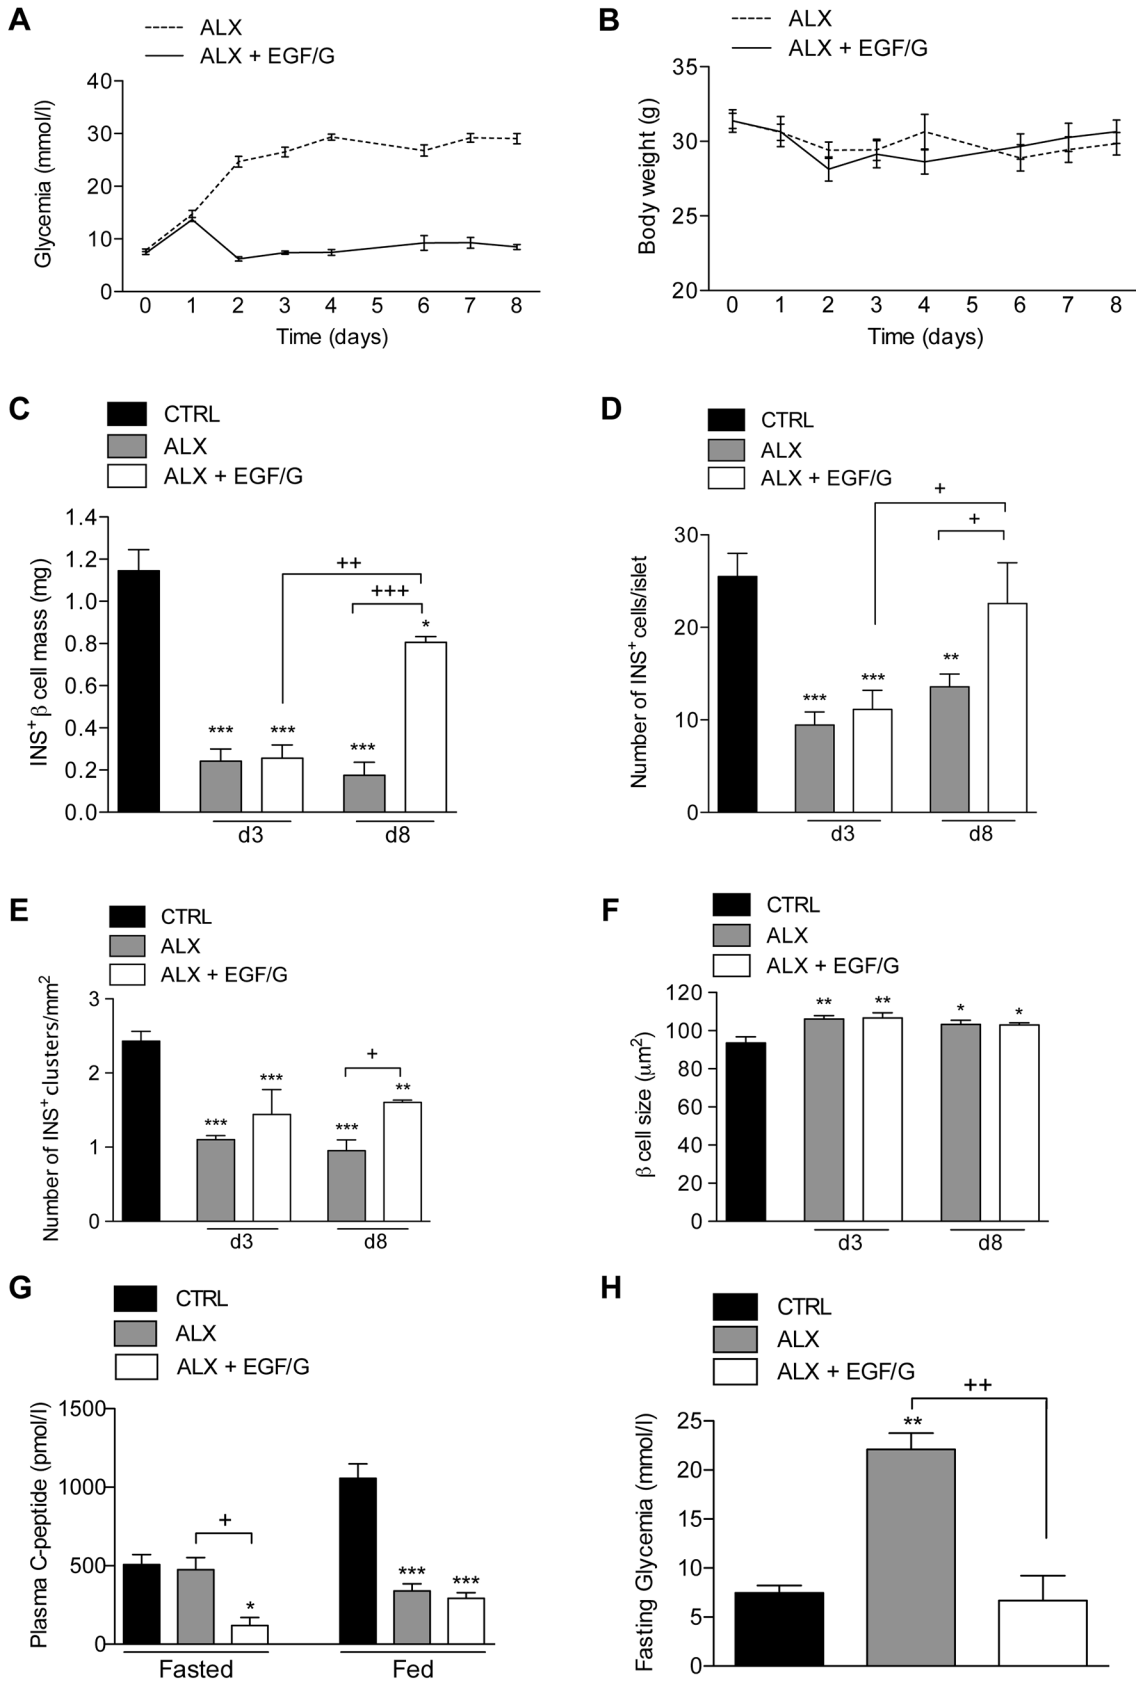 A
ALX
ALX + EGF/G
Glycemia (mmol/l)
40
30
20
10
0
0 1 2 3 4 5 6 7 8
Time (days)
B
ALX
ALX + EGF/G
Body weight (g)
35
30
25
20
0 1 2 3 4 5 6 7 8
Time (days)
C
CTRL
ALX
ALX + EGF/G
INS⁺ β cell mass (mg)
1.4
1.2
1.0
0.8
0.6
0.4
0.2
0.0
++
+++
*
*** *** ***
d3 d8
D
CTRL
ALX
ALX + EGF/G
Number of INS⁺ cells/islet
30
20
10
0
+
+
*** *** **
d3 d8
E
CTRL
ALX
ALX + EGF/G
Number of INS⁺ clusters/mm²
3
2
1
0
+
*** *** *** **
d3 d8
F
CTRL
ALX
ALX + EGF/G
β cell size (μm²)
120
100
80
60
40
20
0
** ** * *
d3 d8
G
CTRL
ALX
ALX + EGF/G
Plasma C-peptide (pmol/l)
1500
1000
500
0
+
* *** ***
Fasted Fed
H
CTRL
ALX
ALX + EGF/G
Fasting Glycemia (mmol/l)
25
20
15
10
5
0
++
**